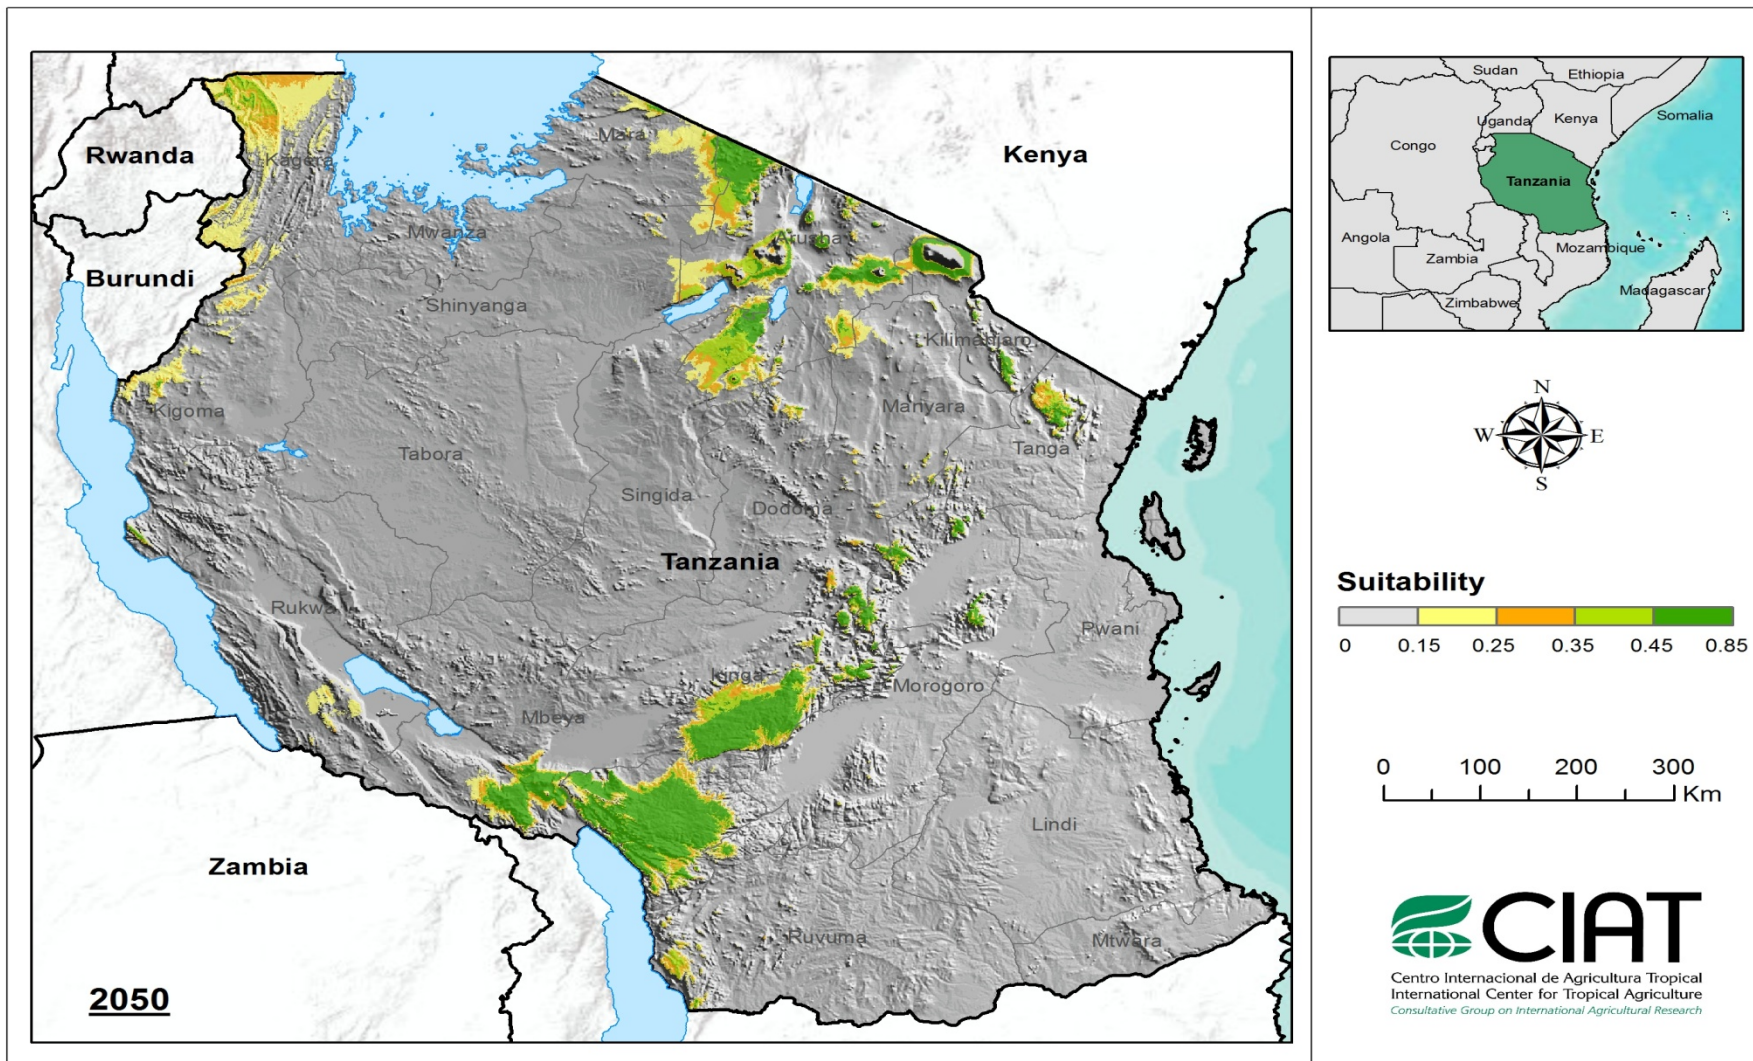 Rwanda
Burundi
Kenya
Zambia
Tanzania
Kagera
Mara
Mwanza
Arusha
Shinyanga
Kilimanjaro
Kigoma
Manyara
Tabora
Tanga
Singida
Dodoma
Rukwa
Pwani
Iringa
Morogoro
Mbeya
Lindi
Ruvuma
Mtwara
2050
Sudan
Ethiopia
Uganda
Kenya
Somalia
Congo
Tanzania
Angola
Zambia
Mozambique
Zimbabwe
Madagascar
N
W E
S
Suitability
0 0.15 0.25 0.35 0.45 0.85
0 100 200 300
Km
CIAT
Centro Internacional de Agricultura Tropical
International Center for Tropical Agriculture
Consultative Group on International Agricultural Research